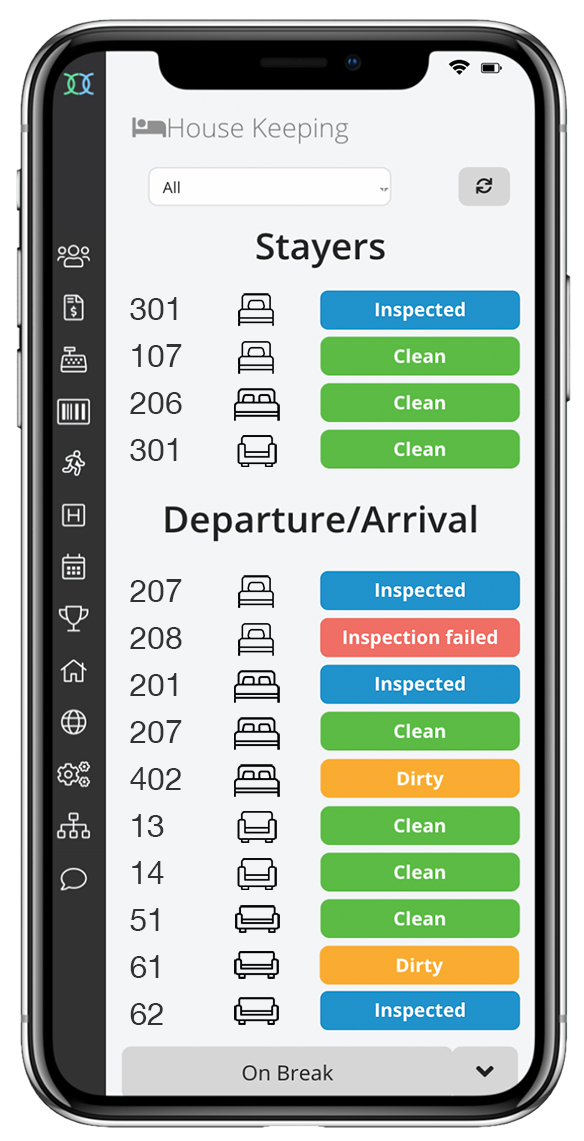 House Keeping
All
Stayers
301 Inspected
107 Clean
206 Clean
301 Clean
Departure/Arrival
207 Inspected
208 Inspection failed
201 Inspected
207 Clean
402 Dirty
13 Clean
14 Clean
51 Clean
61 Dirty
62 Inspected
On Break